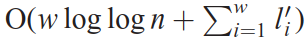 O(w log log n + ∑_{i=1}^{w} l'_i)